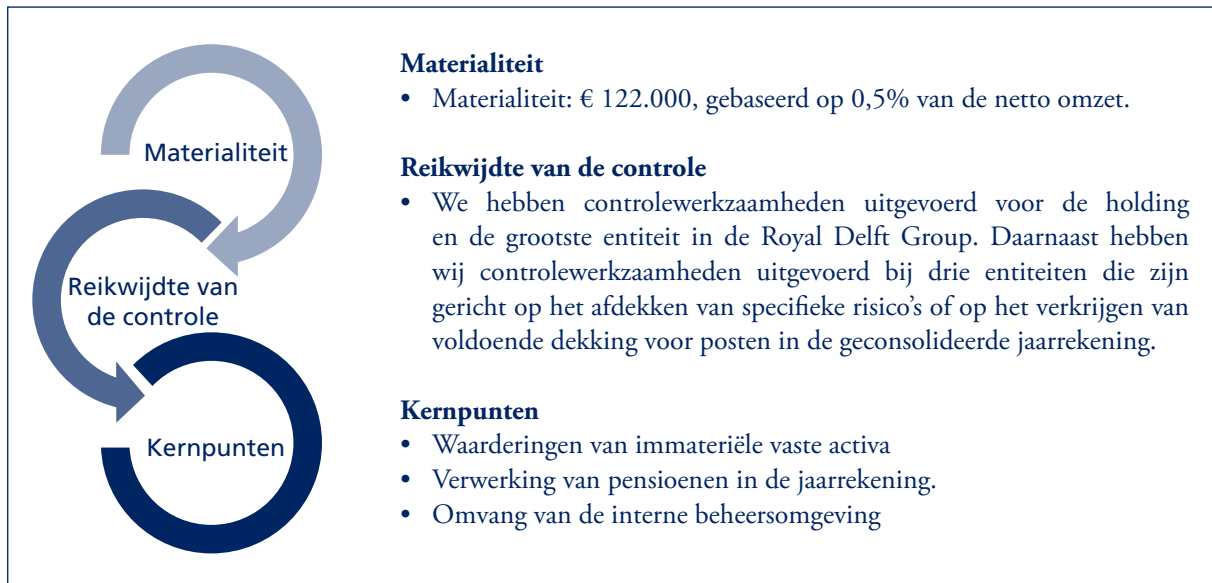 Materialiteit
Reikwijdte van
de controle
Kernpunten
Materialiteit
• Materialiteit: € 122.000, gebaseerd op 0,5% van de netto omzet.
Reikwijdte van de controle
• We hebben controlewerkzaamheden uitgevoerd voor de holding
en de grootste entiteit in de Royal Delft Group. Daarnaast hebben
wij controlewerkzaamheden uitgevoerd bij drie entiteiten die zijn
gericht op het afdekken van specifieke risico’s of op het verkrijgen van
voldoende dekking voor posten in de geconsolideerde jaarrekening.
Kernpunten
• Waarderingen van immateriële vaste activa
• Verwerking van pensioenen in de jaarrekening.
• Omvang van de interne beheersomgeving